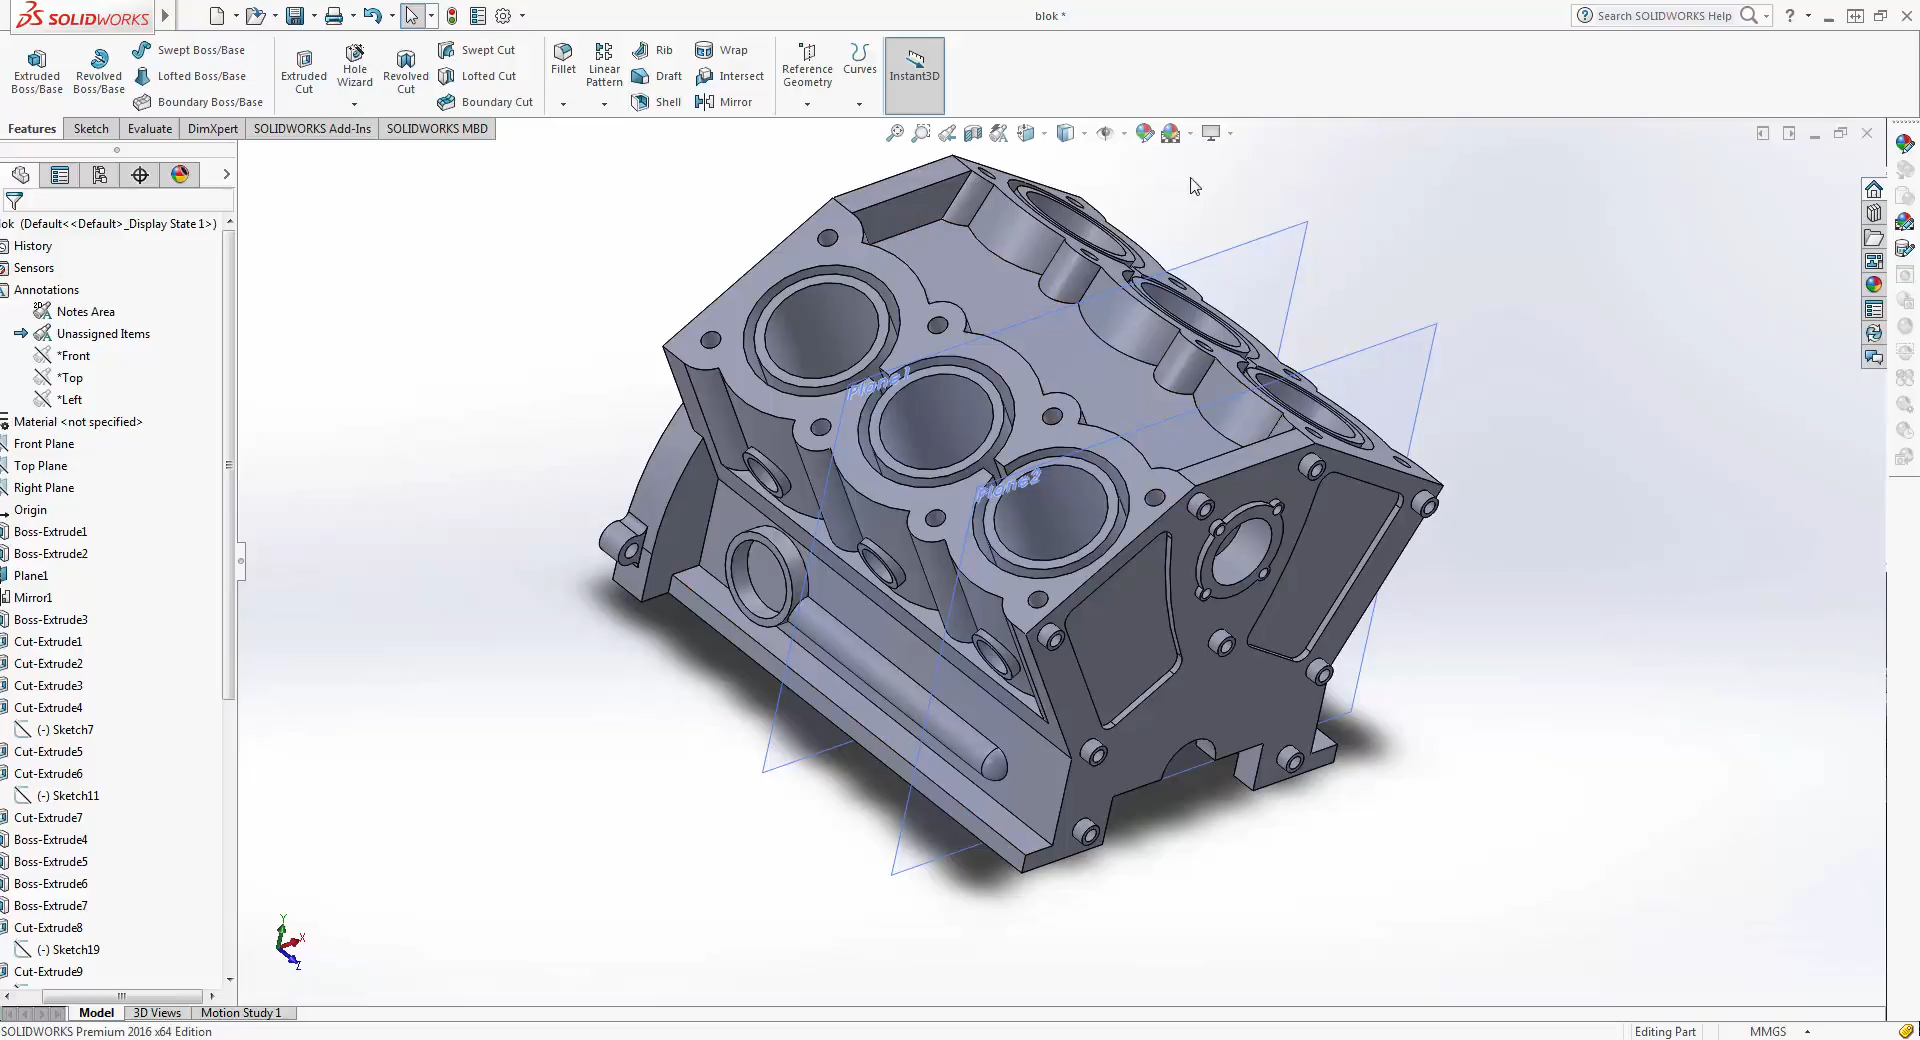 SOLIDWORKS
blok *
Search SOLIDWORKS Help
Extruded Boss/Base
Revolved Boss/Base
Swept Boss/Base
Lofted Boss/Base
Boundary Boss/Base
Extruded Cut
Hole Wizard
Revolved Cut
Swept Cut
Lofted Cut
Boundary Cut
Fillet
Linear Pattern
Rib
Draft
Shell
Wrap
Intersect
Mirror
Reference Geometry
Curves
Instant3D
Features
Sketch
Evaluate
DimXpert
SOLIDWORKS Add-Ins
SOLIDWORKS MBD
lok (Default<<Default>_Display State 1>)
History
Sensors
Annotations
Notes Area
Unassigned Items
*Front
*Top
*Left
Material <not specified>
Front Plane
Top Plane
Right Plane
Origin
Boss-Extrude1
Boss-Extrude2
Plane1
Mirror1
Boss-Extrude3
Cut-Extrude1
Cut-Extrude2
Cut-Extrude3
Cut-Extrude4
(-) Sketch7
Cut-Extrude5
Cut-Extrude6
(-) Sketch11
Cut-Extrude7
Boss-Extrude4
Boss-Extrude5
Boss-Extrude6
Boss-Extrude7
Cut-Extrude8
(-) Sketch19
Cut-Extrude9
Plane1
Plane2
Y
X
Z
Model
3D Views
Motion Study 1
SOLIDWORKS Premium 2016 x64 Edition
Editing Part
MMGS